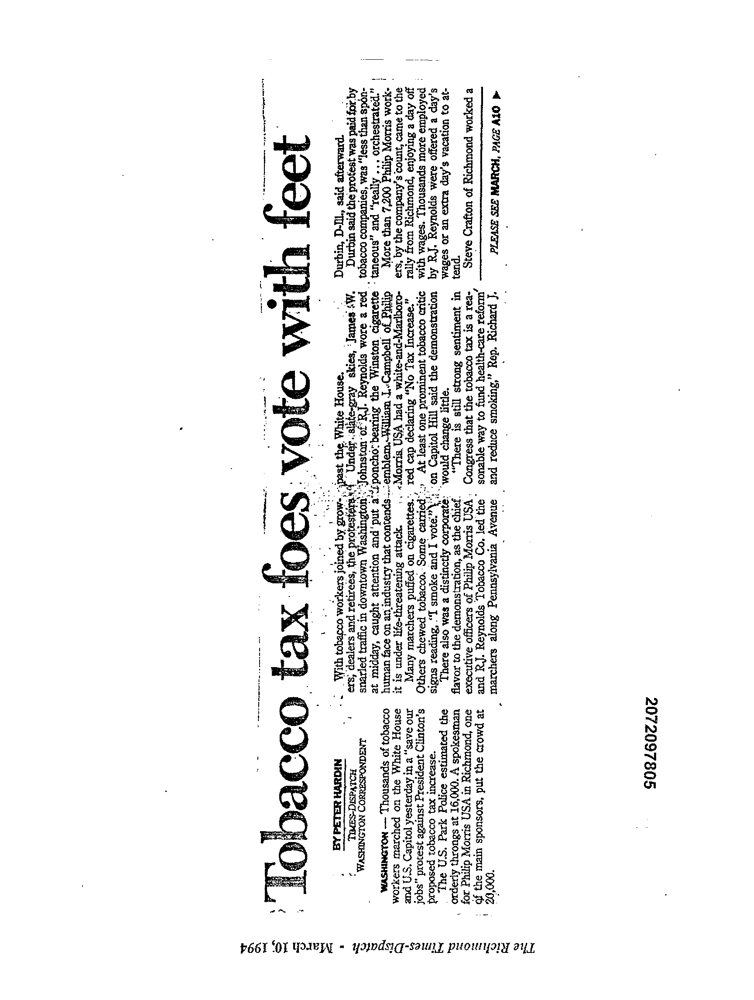 Tobacco tax foes vote with feet
BY PETER HARDIN
TIMES-DISPATCH
WASHINGTON CORRESPONDENT
WASHINGTON — Thousands of tobacco
workers marched on the White House
and U.S. Capitol yesterday in a "save our
jobs" protest against President Clinton's
proposed tobacco tax increase.
The U.S. Park Police estimated the
orderly throngs at 16,000. A spokesman
for Philip Morris USA in Richmond, one
of the main sponsors, put the crowd at
20,000.
With tobacco workers joined by grow-
ers, dealers and retirees, the protesters
snarled traffic in downtown Washington
at midday, caught attention and put a
human face on an industry that contends
it is under life-threatening attack.
Many marchers puffed on cigarettes.
Others chewed tobacco. Some carried
signs reading, "I smoke and I vote."
There also was a distinctly corporate
flavor to the demonstration, as the chief
executive officers of Philip Morris USA
and R.J. Reynolds Tobacco Co. led the
marchers along Pennsylvania Avenue
past the White House.
Under slate-gray skies, James W.
Johnston of R.J. Reynolds wore a red
poncho bearing the Winston cigarette
emblem. William I. Campbell of Philip
Morris USA had a white-and-Marlboro-
red cap declaring "No Tax Increase."
At least one prominent tobacco critic
on Capitol Hill said the demonstration
would change little.
"There is still strong sentiment in
Congress that the tobacco tax is a rea-
sonable way to fund health-care reform
and reduce smoking," Rep. Richard J.
Durbin, D-Ill., said afterward.
Durbin said the protest was paid for by
tobacco companies, was "less than spon-
taneous" and "really ... orchestrated."
More than 7,200 Philip Morris work-
ers, by the company's count, came to the
rally from Richmond, enjoying a day off
with wages. Thousands more employed
by R.J. Reynolds were offered a day's
wages or an extra day's vacation to at-
tend.
Steve Crafton of Richmond worked a
PLEASE SEE MARCH, PAGE A10 ►
The Richmond Times-Dispatch - March 10, 1994
2072097805